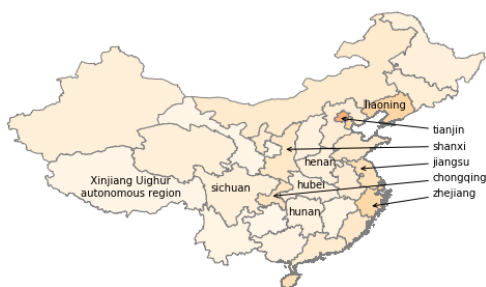 liaoning
tianjin
shanxi
henan
jiangsu
chongqing
Xinjiang Uighur
autonomous region
sichuan
hubei
zhejiang
hunan